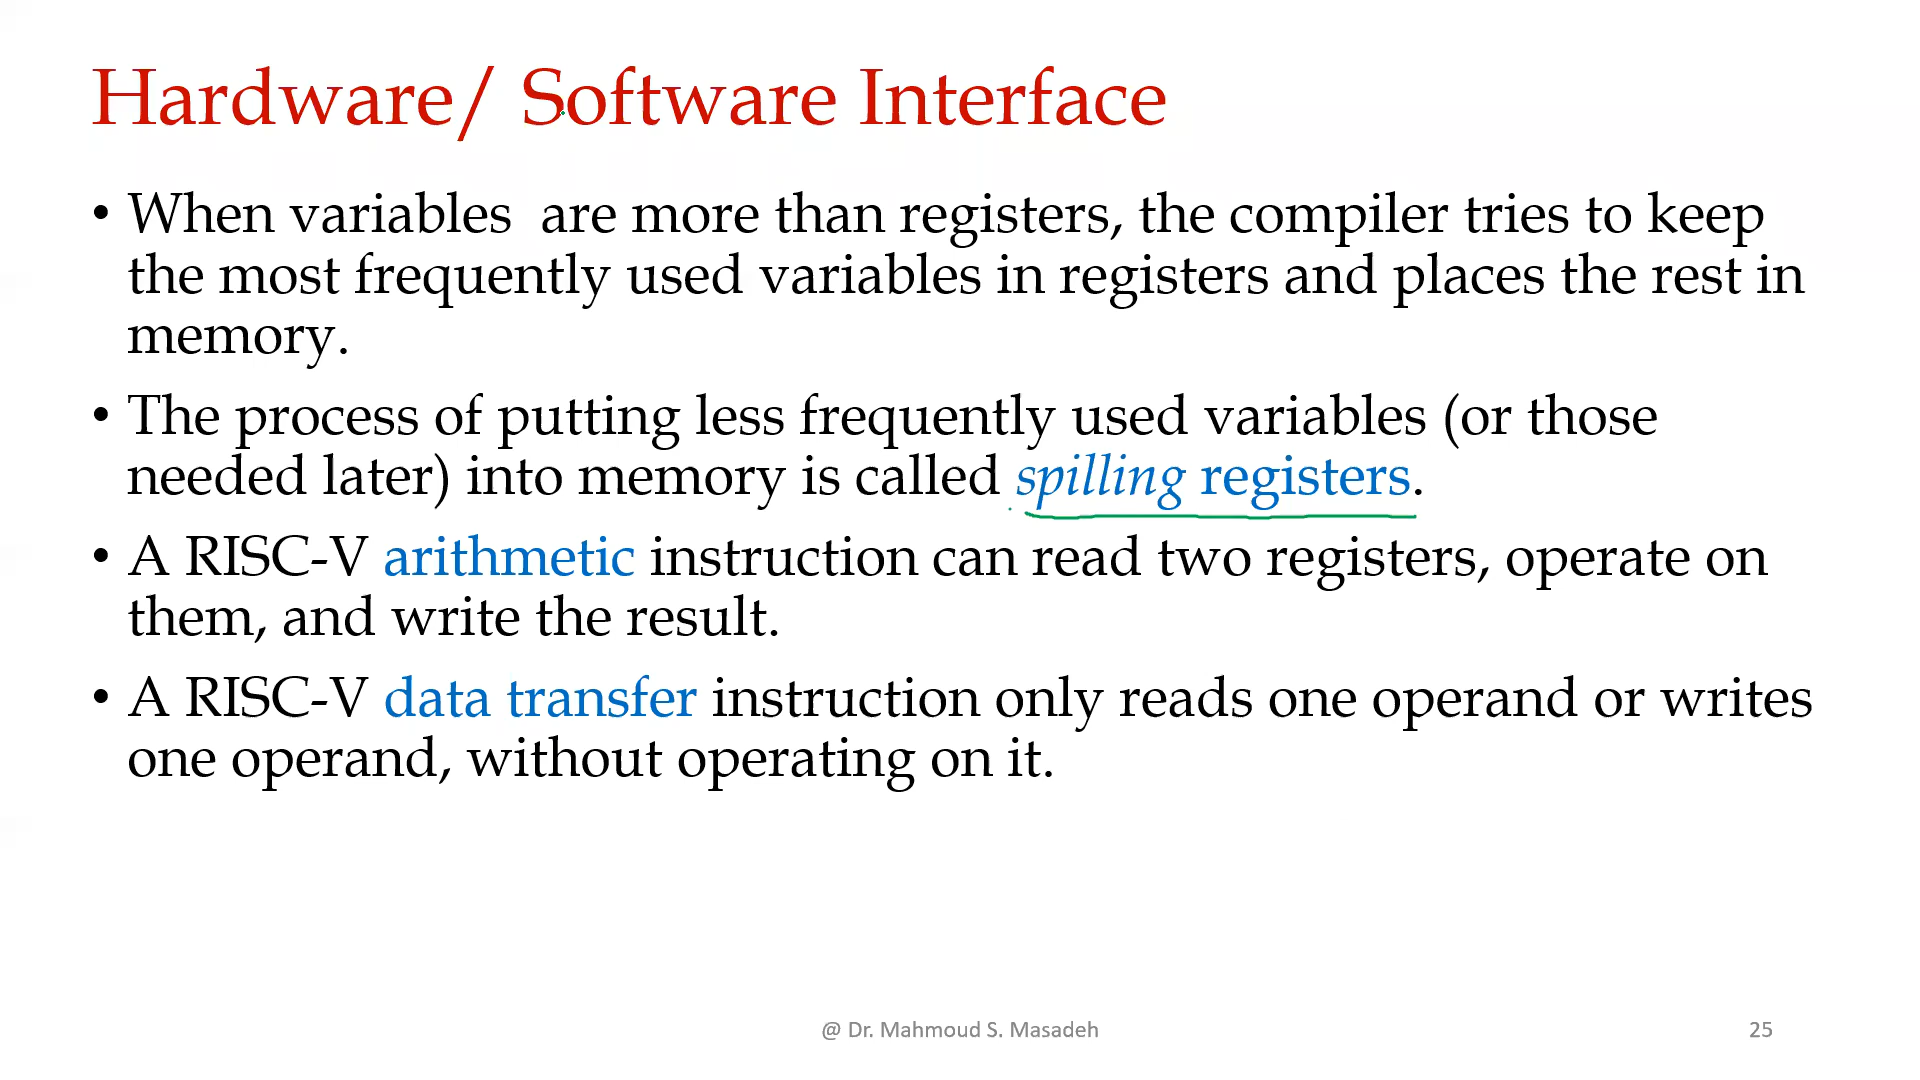 Hardware/ Software Interface
• When variables  are more than registers, the compiler tries to keep
the most frequently used variables in registers and places the rest in
memory.
• The process of putting less frequently used variables (or those
needed later) into memory is called spilling registers.
• A RISC-V arithmetic instruction can read two registers, operate on
them, and write the result.
• A RISC-V data transfer instruction only reads one operand or writes
one operand, without operating on it.
@ Dr. Mahmoud S. Masadeh
25